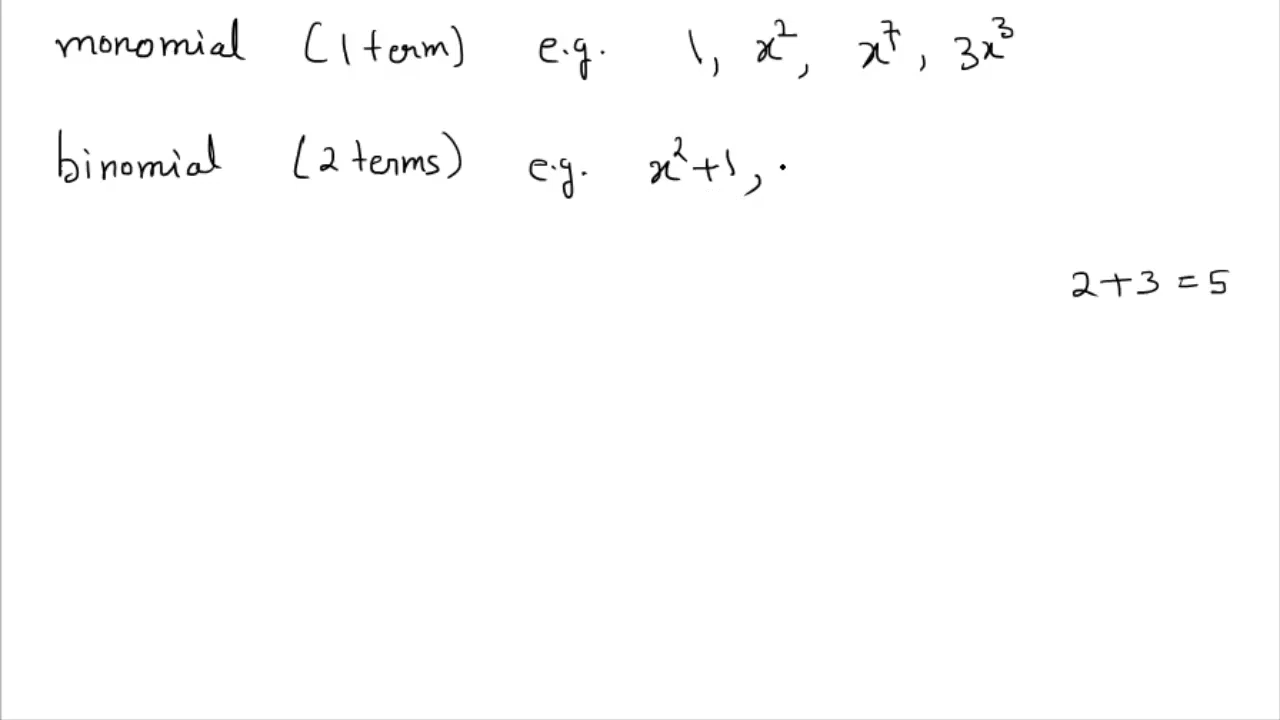 monomial (1 term) e.g. 1, x², x⁷, 3x³
binomial (2 terms) e.g. x²+1,
2+3 = 5